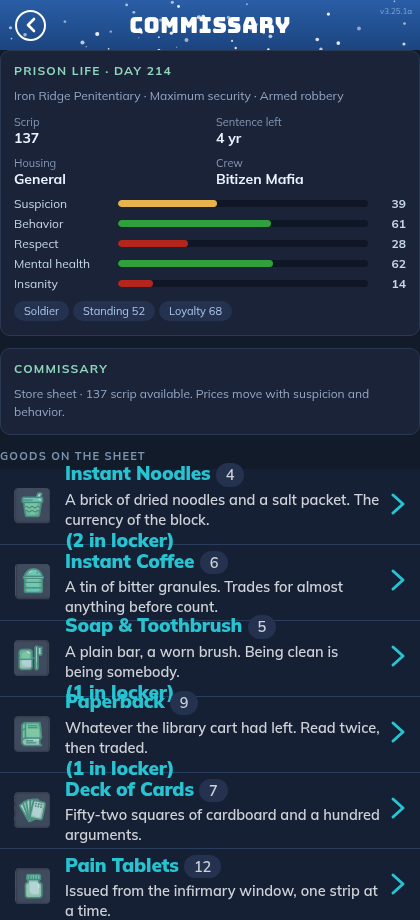 COMMISSARY
v3.25.1a
PRISON LIFE · DAY 214
Iron Ridge Penitentiary · Maximum security · Armed robbery
Scrip
137
Sentence left
4 yr
Housing
General
Crew
Bitizen Mafia
Suspicion 39
Behavior 61
Respect 28
Mental health 62
Insanity 14
Soldier Standing 52 Loyalty 68
COMMISSARY
Store sheet · 137 scrip available. Prices move with suspicion and
behavior.
GOODS ON THE SHEET
Instant Noodles 4
A brick of dried noodles and a salt packet. The
currency of the block.
(2 in locker)
Instant Coffee 6
A tin of bitter granules. Trades for almost
anything before count.
Soap & Toothbrush 5
A plain bar, a worn brush. Being clean is
being somebody.
(1 in locker)
Paperback 9
Whatever the library cart had left. Read twice,
then traded.
(1 in locker)
Deck of Cards 7
Fifty-two squares of cardboard and a hundred
arguments.
Pain Tablets 12
Issued from the infirmary window, one strip at
a time.